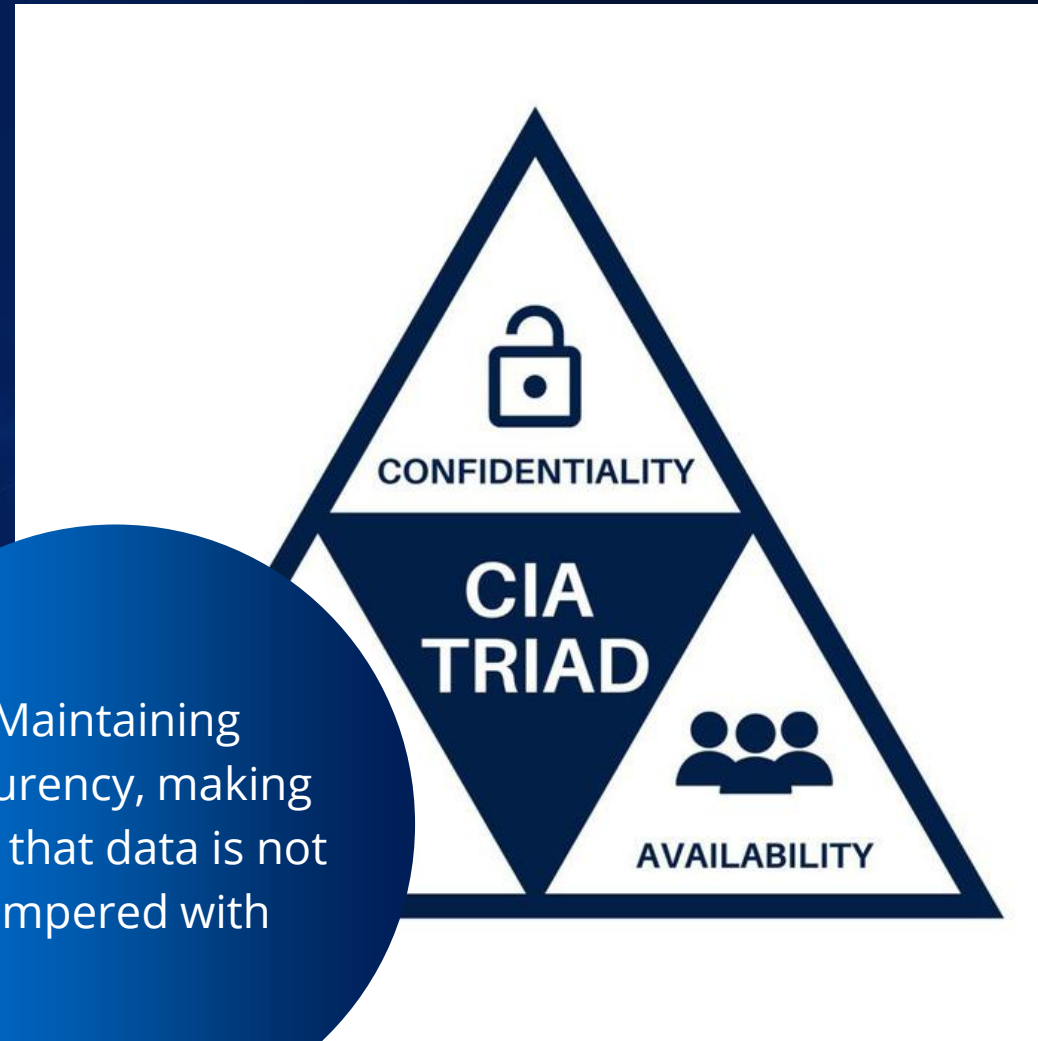 CONFIDENTIALITY
CIA
TRIAD
AVAILABILITY
Maintaining
urency, making
that data is not
mpered with